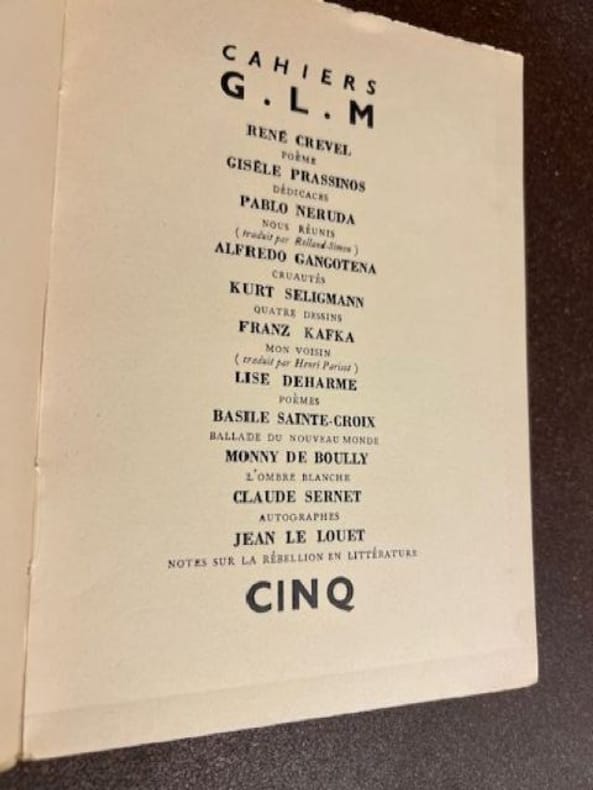 CAHIERS
G.L.M
RENÉ CREVEL
POÈME
GISÈLE PRASSINOS
DÉDICACES
PABLO NERUDA
NOUS RÉUNIS
(traduit par Rolland-Simon)
ALFREDO GANGOTENA
CRUAUTÉS
KURT SELIGMANN
QUATRE DESSINS
FRANZ KAFKA
MON VOISIN
(traduit par Henri Parisot)
LISE DEHARME
POÈMES
BASILE SAINTE-CROIX
BALLADE DU NOUVEAU MONDE
MONNY DE BOULLY
L'OMBRE BLANCHE
CLAUDE SERNET
AUTOGRAPHES
JEAN LE LOUET
NOTES SUR LA RÉBELLION EN LITTÉRATURE
CINQ